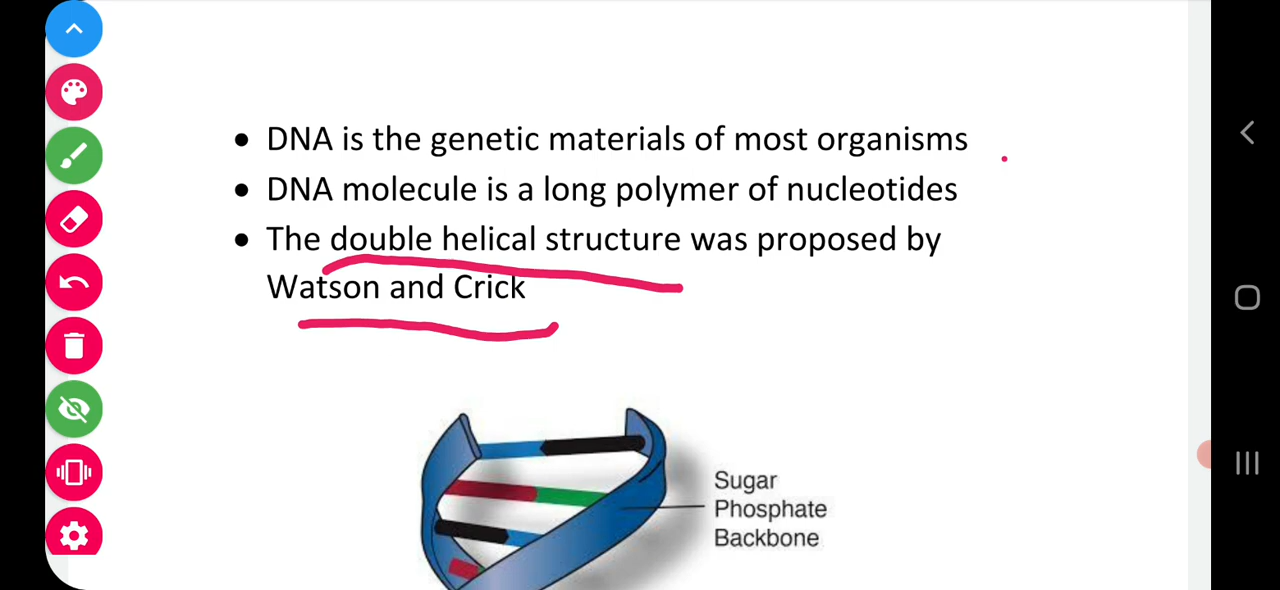 • DNA is the genetic materials of most organisms
• DNA molecule is a long polymer of nucleotides
• The double helical structure was proposed by
Watson and Crick
Sugar
Phosphate
Backbone